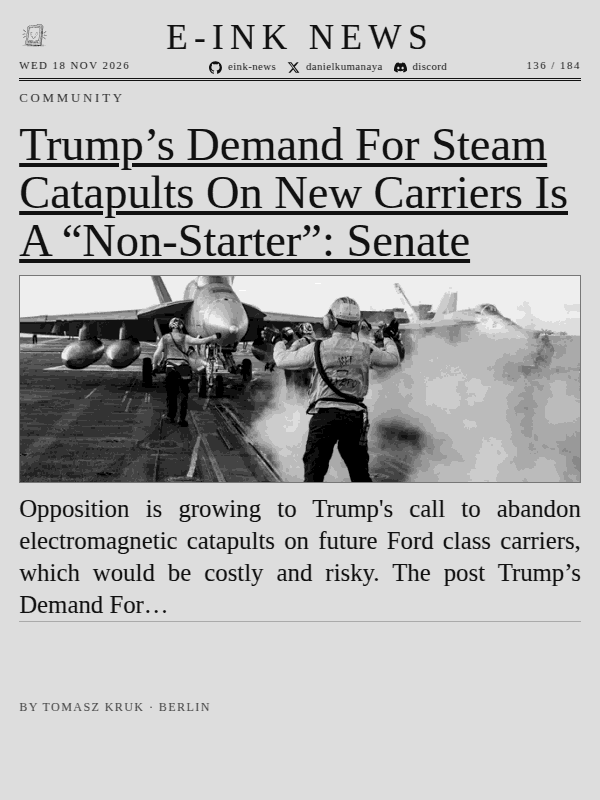 E-INK NEWS
WED 18 NOV 2026
eink-news danielkumanaya discord
136 / 184
COMMUNITY
Trump’s Demand For Steam
Catapults On New Carriers Is
A “Non-Starter”: Senate
Opposition is growing to Trump's call to abandon
electromagnetic catapults on future Ford class carriers,
which would be costly and risky. The post Trump’s
Demand For…
BY TOMASZ KRUK · BERLIN